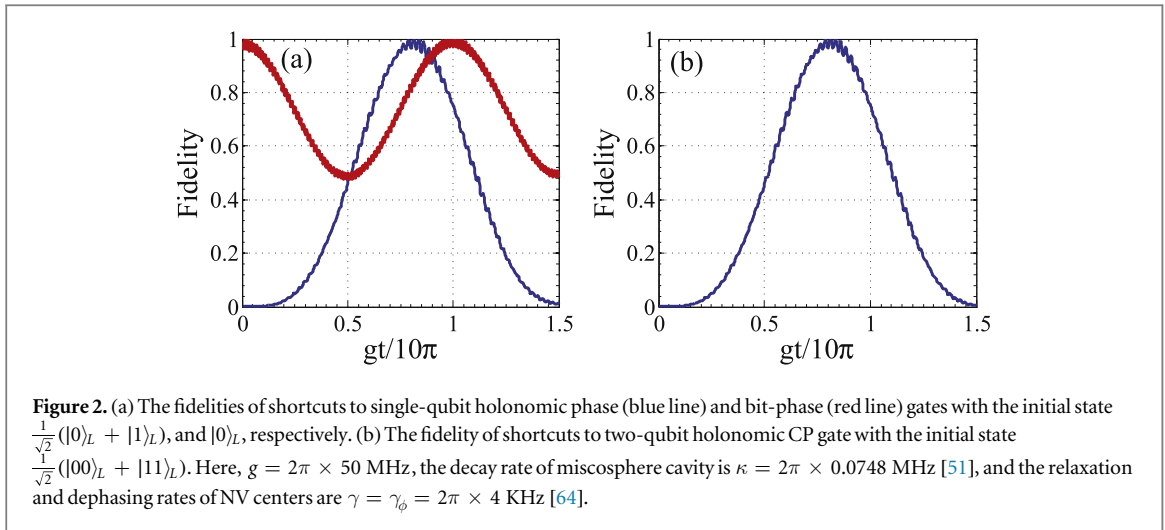 (a)
Fidelity
1
0.8
0.6
0.4
0.2
0
0
0.5
1
1.5
gt/10π
(b)
Fidelity
1
0.8
0.6
0.4
0.2
0
0
0.5
1
1.5
gt/10π
Figure 2. (a) The fidelities of shortcuts to single-qubit holonomic phase (blue line) and bit-phase (red line) gates with the initial state
1/√2 (|0⟩_L + |1⟩_L), and |0⟩_L, respectively. (b) The fidelity of shortcuts to two-qubit holonomic CP gate with the initial state
1/√2 (|00⟩_L + |11⟩_L). Here, g = 2π × 50 MHz, the decay rate of miscosphere cavity is κ = 2π × 0.0748 MHz [51], and the relaxation
and dephasing rates of NV centers are γ = γ_ϕ = 2π × 4 KHz [64].